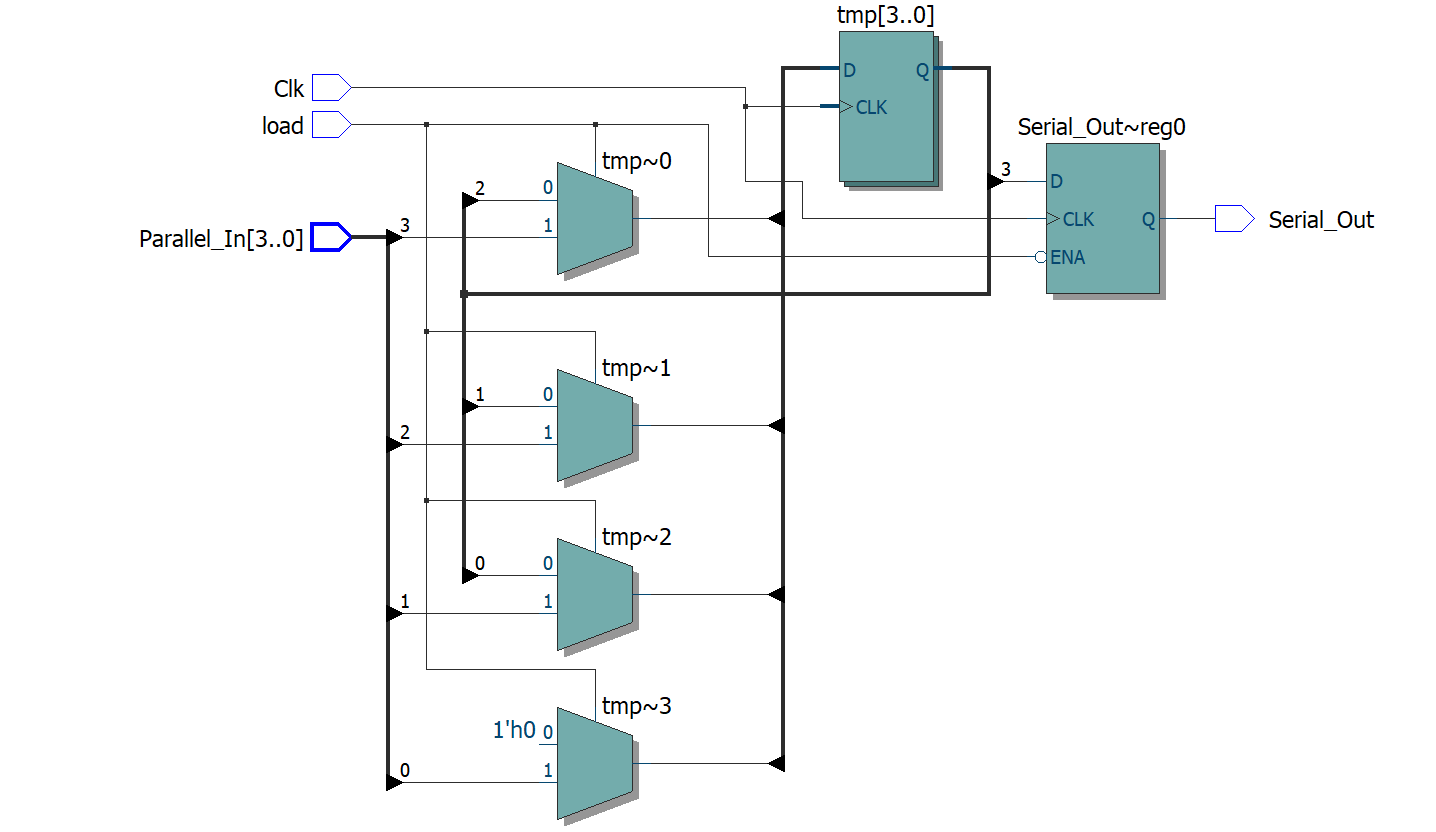 tmp[3..0]
D Q
CLK
Clk
load
Serial_Out~reg0
tmp~0
3
D
2 0
CLK Q
Serial_Out
Parallel_In[3..0]
3 1
ENA
tmp~1
1 0
2 1
tmp~2
0 0
1 1
tmp~3
1'h0 0
0 1